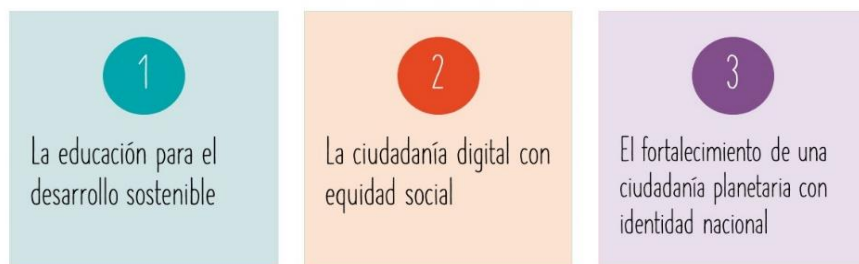 1
La educación para el
desarrollo sostenible
2
La ciudadanía digital con
equidad social
3
El fortalecimiento de una
ciudadanía planetaria con
identidad nacional